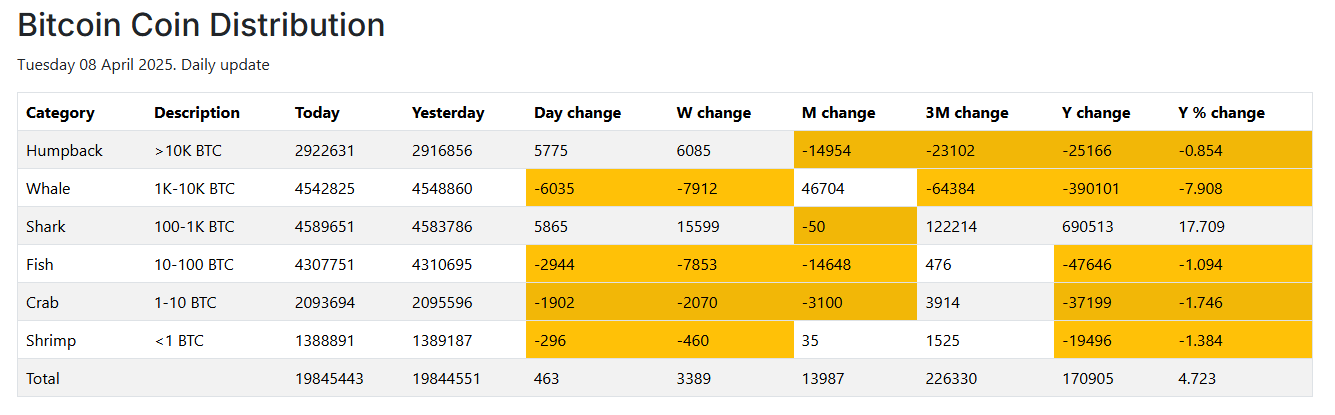 Bitcoin Coin Distribution
Tuesday 08 April 2025. Daily update
Category Description Today Yesterday Day change W change M change 3M change Y change Y % change
Humpback >10K BTC 2922631 2916856 5775 6085 -14954 -23102 -25166 -0.854
Whale 1K-10K BTC 4542825 4548860 -6035 -7912 46704 -64384 -390101 -7.908
Shark 100-1K BTC 4589651 4583786 5865 15599 -50 122214 690513 17.709
Fish 10-100 BTC 4307751 4310695 -2944 -7853 -14648 476 -47646 -1.094
Crab 1-10 BTC 2093694 2095596 -1902 -2070 -3100 3914 -37199 -1.746
Shrimp <1 BTC 1388891 1389187 -296 -460 35 1525 -19496 -1.384
Total 19845443 19844551 463 3389 13987 226330 170905 4.723